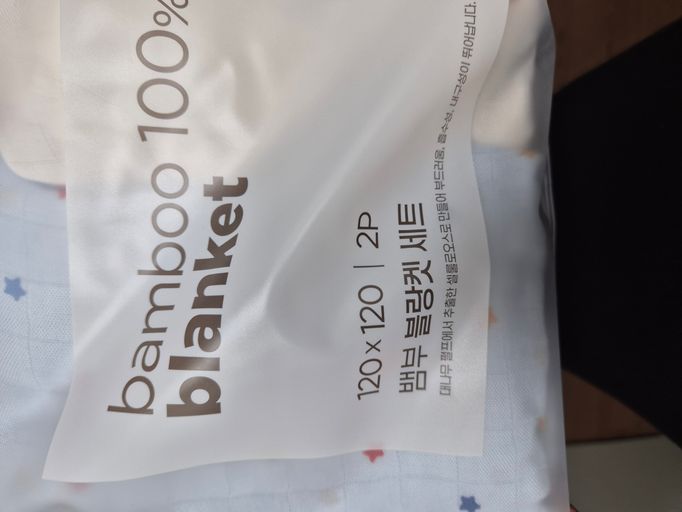 bamboo 100%
blanket
120 x 120 | 2P
뱀부 블랑켓 세트
대나무 펄프에서 추출한 셀룰로오스로 만들어 부드러움, 흡수성, 내구성이 뛰어납니다.